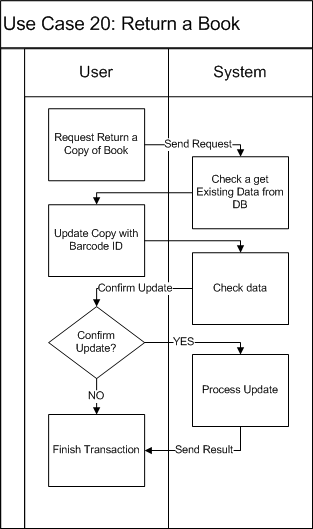 Use Case 20: Return a Book
User
System
Request Return a
Copy of Book
Send Request
Check a get
Existing Data from
DB
Update Copy with
Barcode ID
Confirm Update
Check data
Confirm
Update?
YES
Process Update
NO
Finish Transaction
Send Result